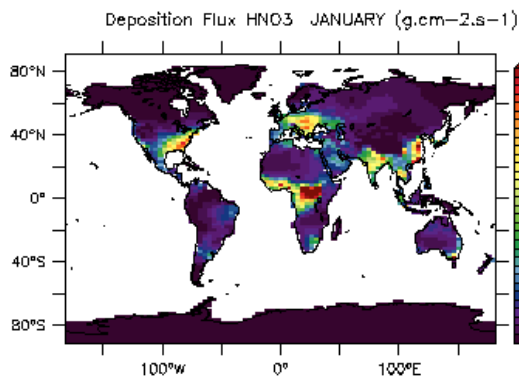 Deposition Flux HNO3 JANUARY (g.cm−2.s−1)
80°N
40°N
0°
40°S
80°S
100°W 0° 100°E